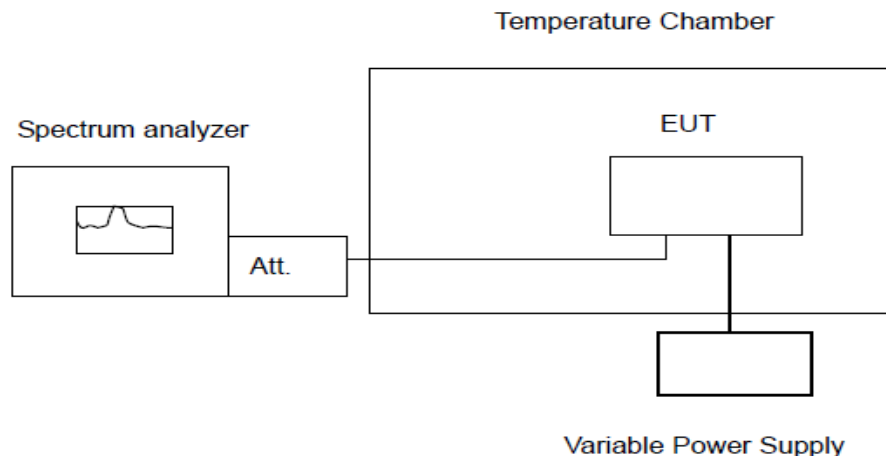 Temperature Chamber
Spectrum analyzer
EUT
Att.
Variable Power Supply